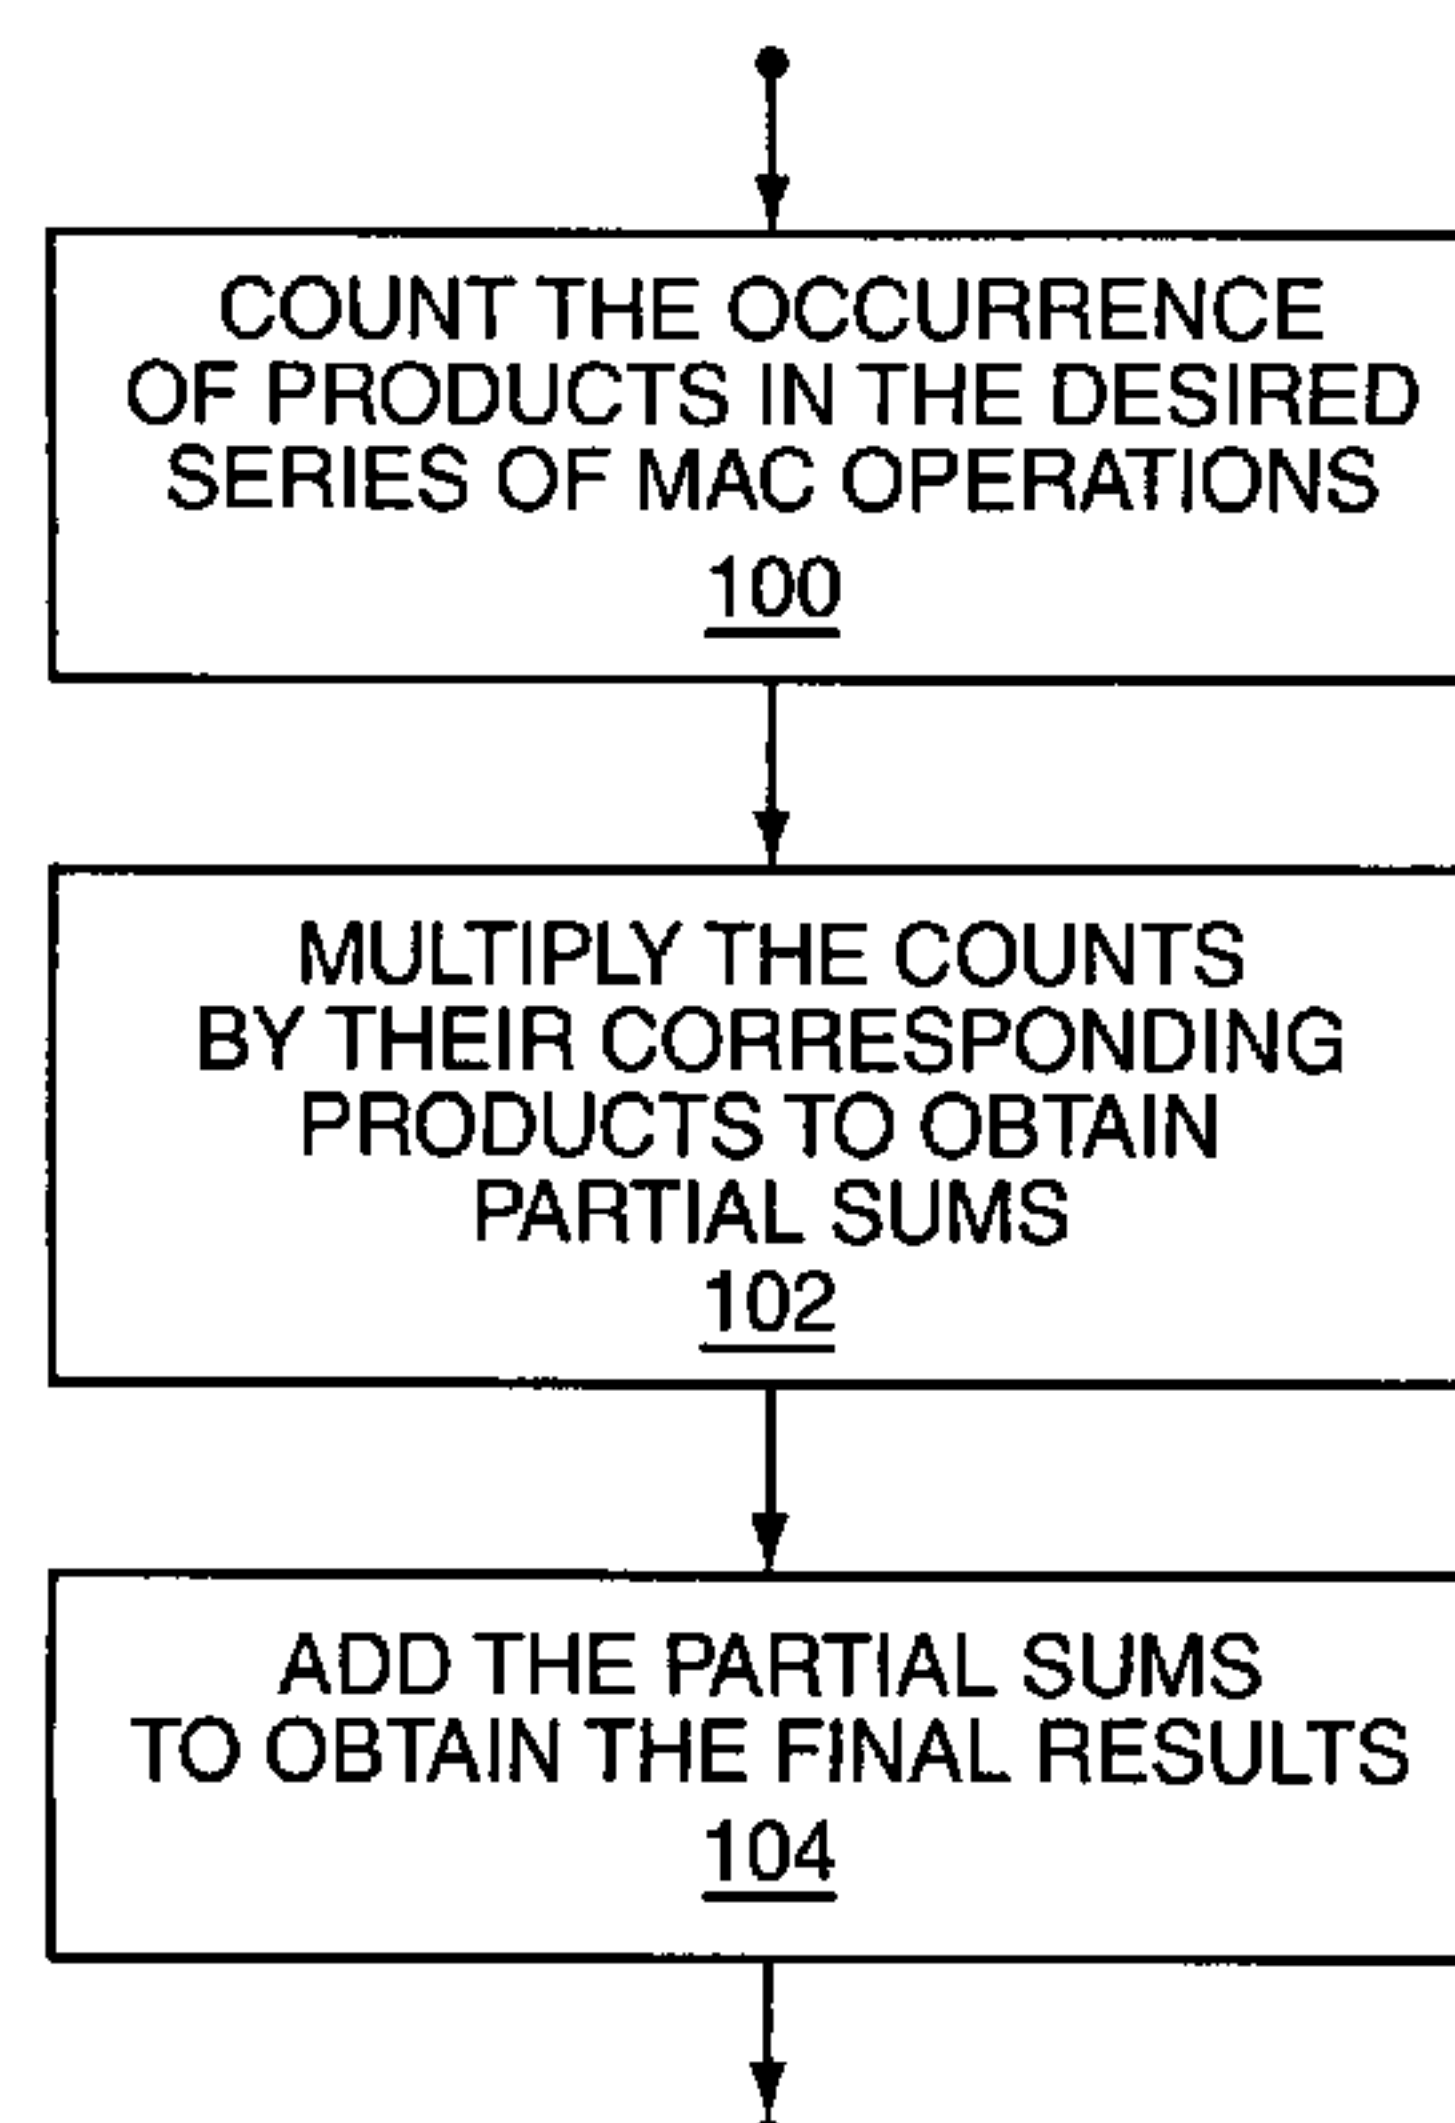 COUNT THE OCCURRENCE
OF PRODUCTS IN THE DESIRED
SERIES OF MAC OPERATIONS
100
MULTIPLY THE COUNTS
BY THEIR CORRESPONDING
PRODUCTS TO OBTAIN
PARTIAL SUMS
102
ADD THE PARTIAL SUMS
TO OBTAIN THE FINAL RESULTS
104